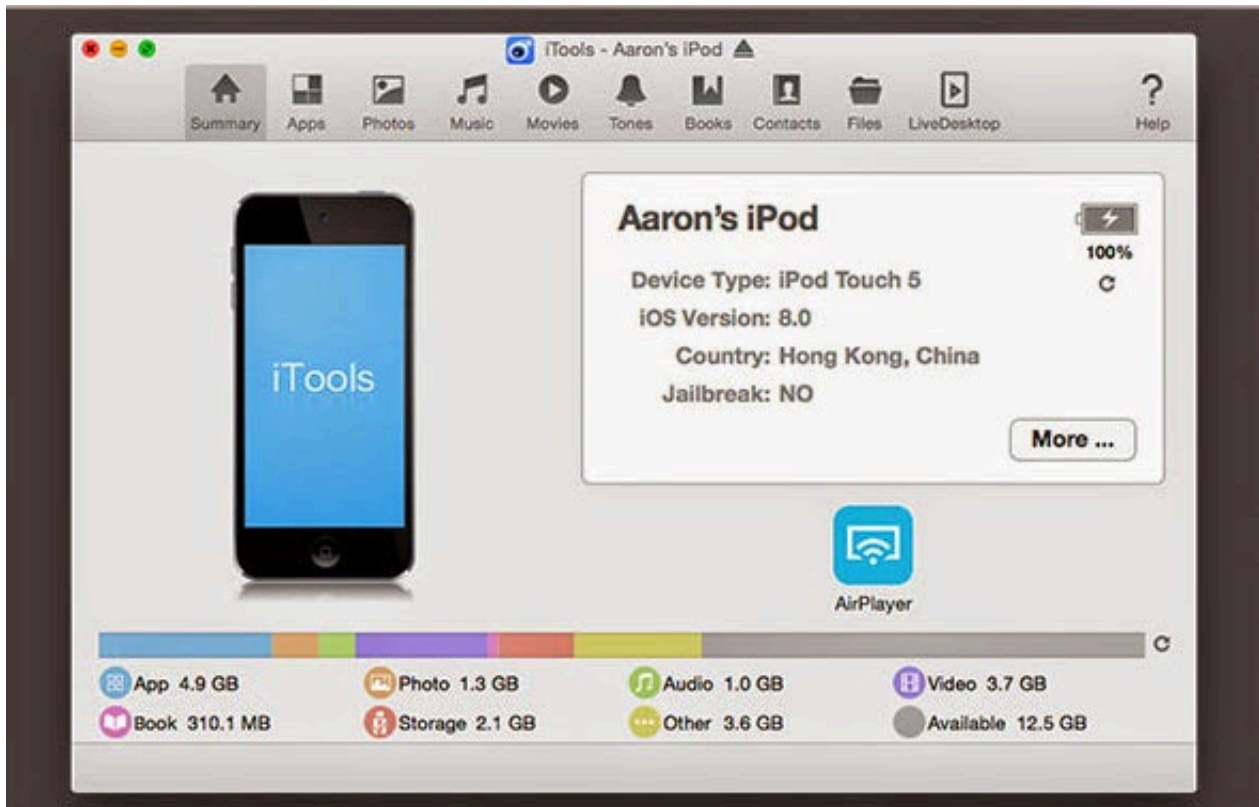 iTools - Aaron's iPod
Summary Apps Photos Music Movies Tones Books Contacts Files LiveDesktop ? Help
iTools
Aaron's iPod
100%
Device Type: iPod Touch 5
iOS Version: 8.0
Country: Hong Kong, China
Jailbreak: NO
More ...
AirPlayer
App 4.9 GB Photo 1.3 GB Audio 1.0 GB Video 3.7 GB
Book 310.1 MB Storage 2.1 GB Other 3.6 GB Available 12.5 GB